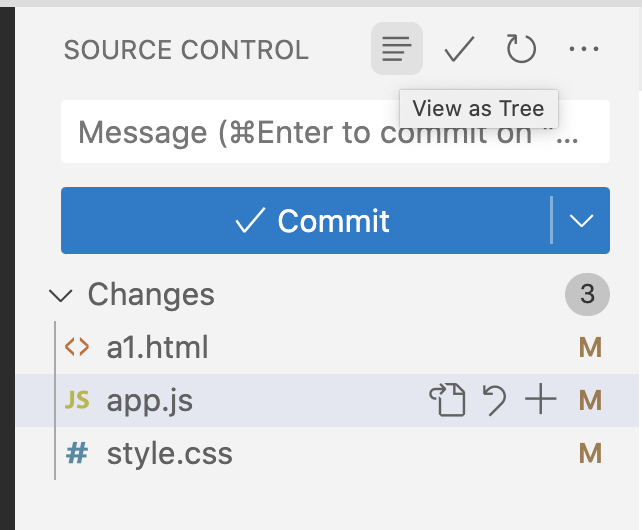 SOURCE CONTROL
View as Tree
Message (⌘Enter to commit on "...
Commit
Changes 3
a1.html M
JS app.js M
# style.css M